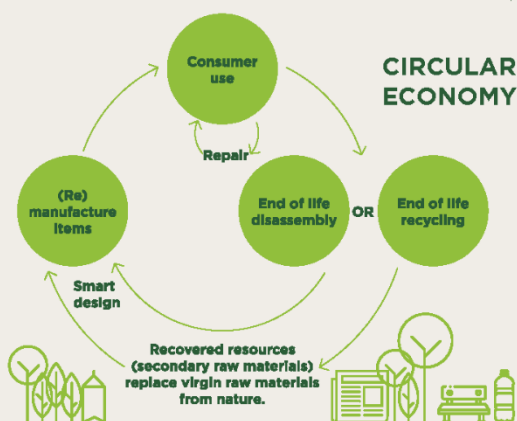 CIRCULAR
ECONOMY
Consumer
use
Repair
(Re)
manufacture
items
End of life
disassembly
OR
End of life
recycling
Smart
design
Recovered resources
(secondary raw materials)
replace virgin raw materials
from nature.